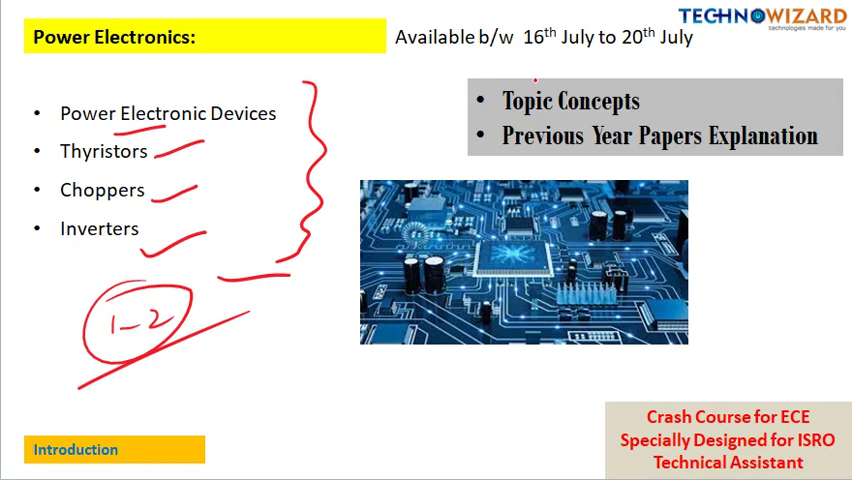 TECHNOWIZARD
technologies made for you
Power Electronics:
Available b/w 16th July to 20th July
• Power Electronic Devices
• Thyristors
• Choppers
• Inverters
• Topic Concepts
• Previous Year Papers Explanation
1-2
Introduction
Crash Course for ECE
Specially Designed for ISRO
Technical Assistant